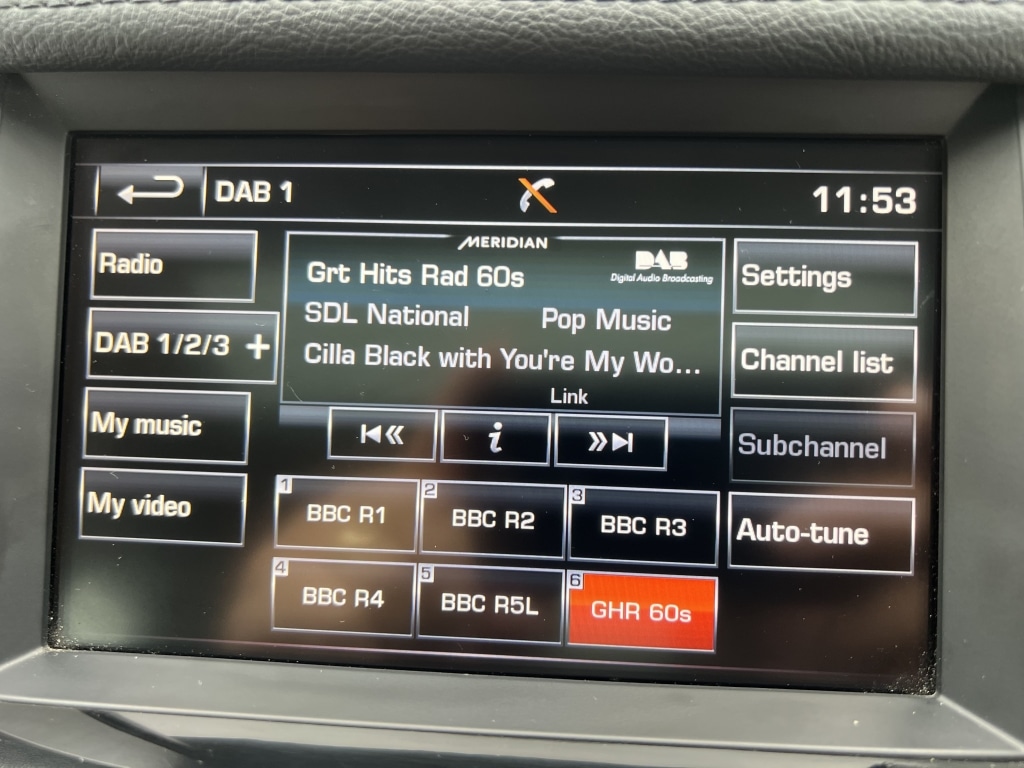 DAB 1
11:53
Radio
DAB 1/2/3 +
My music
My video
MERIDIAN
Grt Hits Rad 60s
DAB
Digital Audio Broadcasting
SDL National Pop Music
Cilla Black with You're My Wo...
Link
i
1 BBC R1
2 BBC R2
3 BBC R3
4 BBC R4
5 BBC R5L
6 GHR 60s
Settings
Channel list
Subchannel
Auto-tune